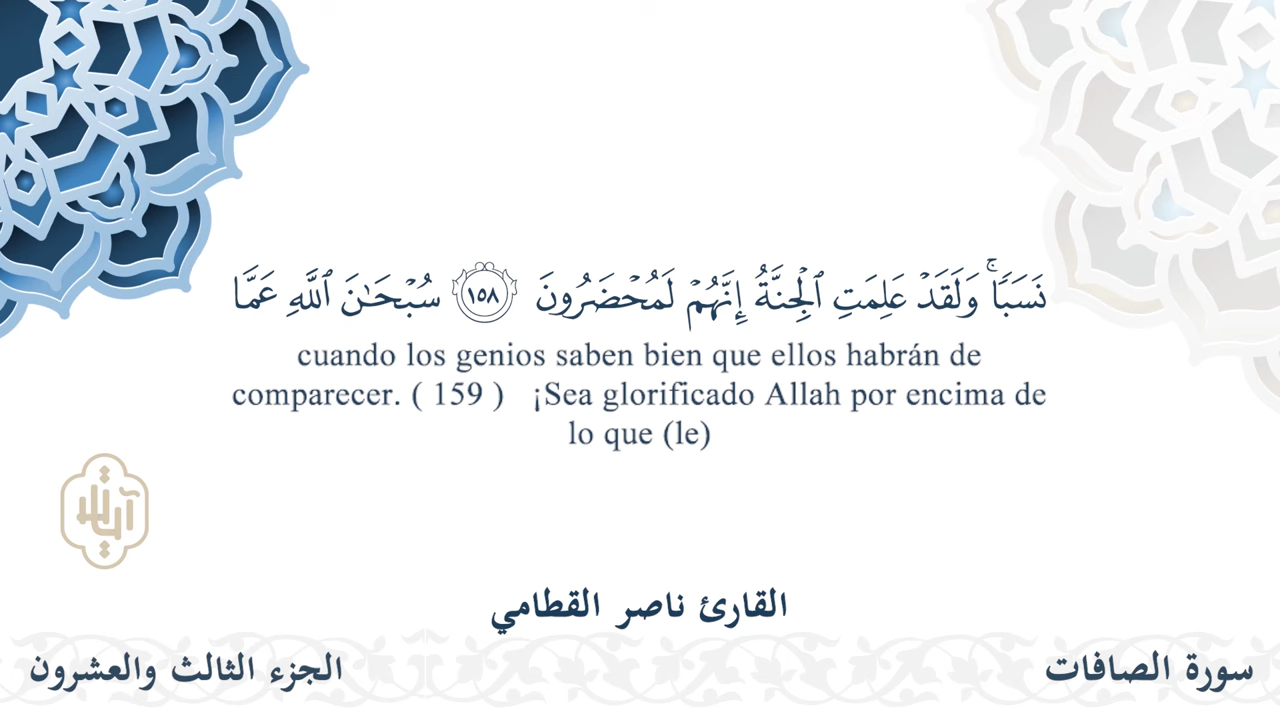 نَسَبًاۚ وَلَقَدۡ عَلِمَتِ ٱلۡجِنَّةُ إِنَّهُمۡ لَمُحۡضَرُونَ ١٥٨ سُبۡحَٰنَ ٱللَّهِ عَمَّا
cuando los genios saben bien que ellos habrán de
comparecer. ( 159 ) ¡Sea glorificado Allah por encima de
lo que (le)
القارئ ناصر القطامي
سورة الصافات
الجزء الثالث والعشرون